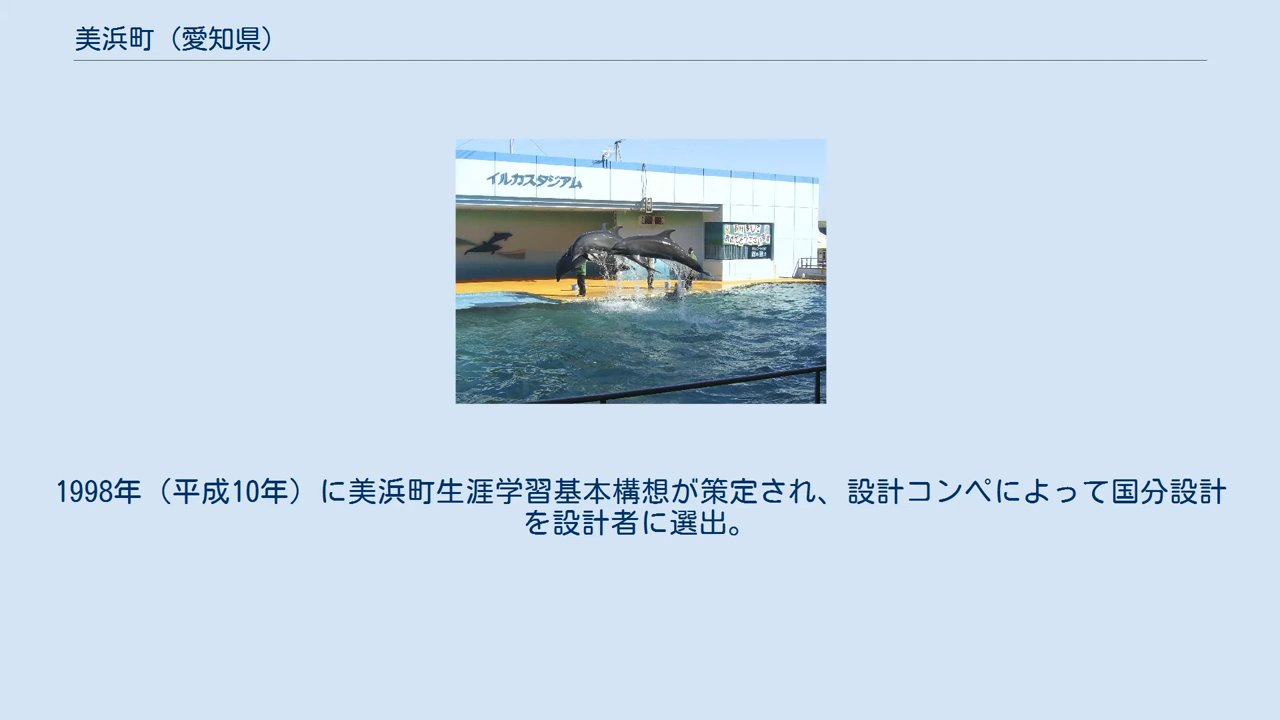 美浜町（愛知県）
イルカスタジアム
1998年（平成10年）に美浜町生涯学習基本構想が策定され、設計コンペによって国分設計
を設計者に選出。